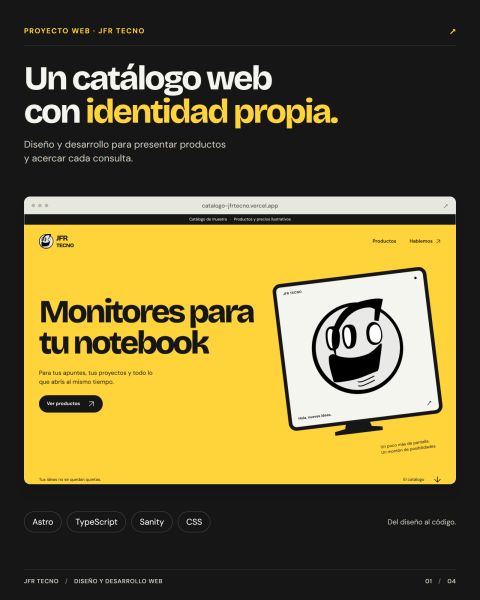 PROYECTO WEB · JFR TECNO ↗
Un catálogo web
con identidad propia.
Diseño y desarrollo para presentar productos
y acercar cada consulta.
catalogo-jfrtecno.vercel.app ↗
Catálogo de muestra · Productos y precios ilustrativos
JFR
TECNO
Productos Hablemos ↗
Monitores para
tu notebook
Para tus apuntes, tus proyectos y todo lo
que abrís al mismo tiempo.
Ver productos ↗
JFR TECNO.
Hola, nuevas ideas. ↗
Un poco más de pantalla.
Un montón de posibilidades.
Tus ideas no se quedan quietas.
El catálogo ↓
Astro TypeScript Sanity CSS
Del diseño al código.
JFR TECNO / DISEÑO Y DESARROLLO WEB 01 / 04